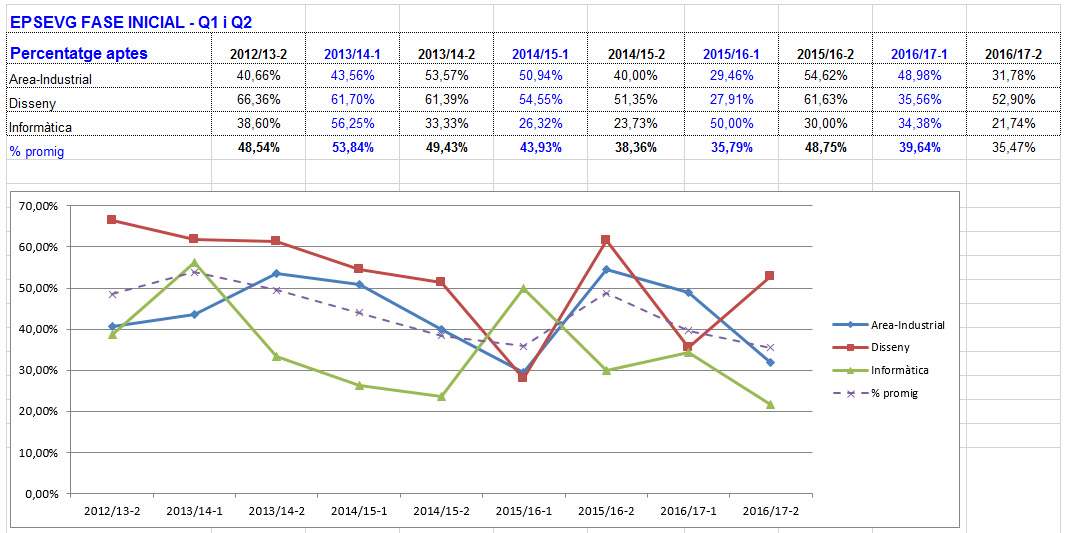 EPSEVG FASE INICIAL - Q1 i Q2
Percentatge aptes 2012/13-2 2013/14-1 2013/14-2 2014/15-1 2014/15-2 2015/16-1 2015/16-2 2016/17-1 2016/17-2
Area-Industrial 40,66% 43,56% 53,57% 50,94% 40,00% 29,46% 54,62% 48,98% 31,78%
Disseny 66,36% 61,70% 61,39% 54,55% 51,35% 27,91% 61,63% 35,56% 52,90%
Informàtica 38,60% 56,25% 33,33% 26,32% 23,73% 50,00% 30,00% 34,38% 21,74%
% promig 48,54% 53,84% 49,43% 43,93% 38,36% 35,79% 48,75% 39,64% 35,47%
70,00%
60,00%
50,00%
40,00%
30,00%
20,00%
10,00%
0,00%
2012/13-2 2013/14-1 2013/14-2 2014/15-1 2014/15-2 2015/16-1 2015/16-2 2016/17-1 2016/17-2
Area-Industrial
Disseny
Informàtica
% promig